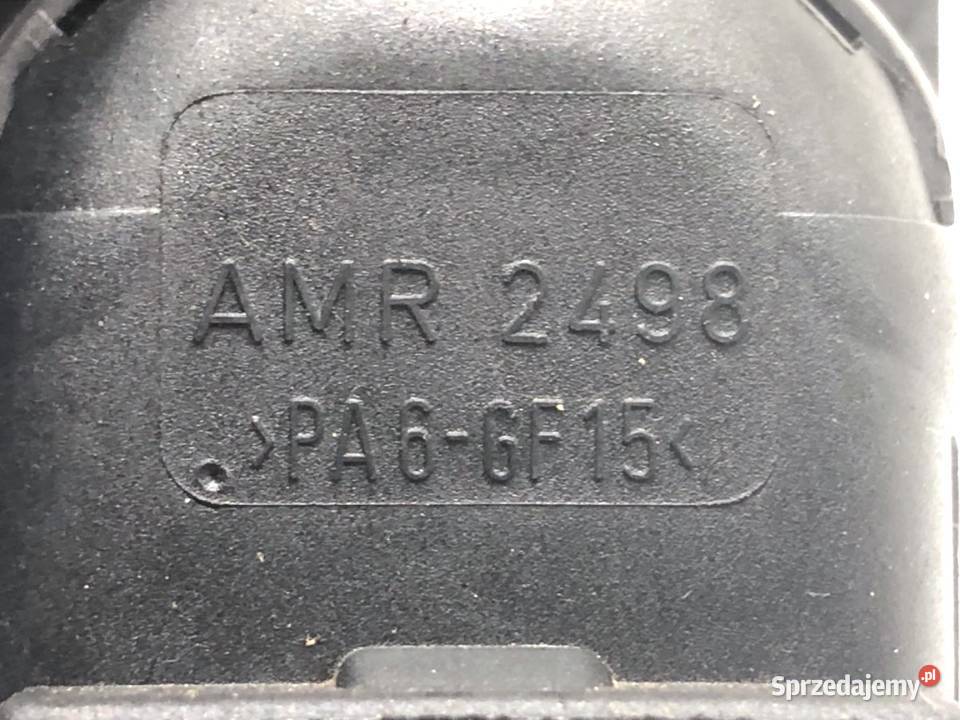 AMR 2498
>PA6-GF15<
Sprzedajemy.pl